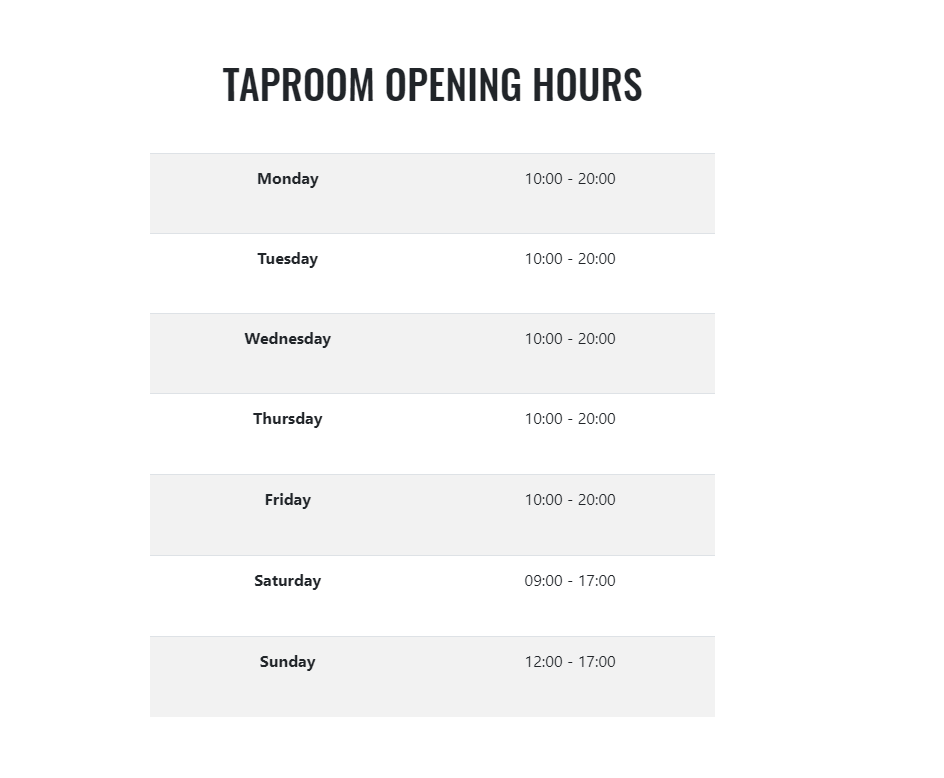 TAPROOM OPENING HOURS
Monday 10:00 - 20:00
Tuesday 10:00 - 20:00
Wednesday 10:00 - 20:00
Thursday 10:00 - 20:00
Friday 10:00 - 20:00
Saturday 09:00 - 17:00
Sunday 12:00 - 17:00